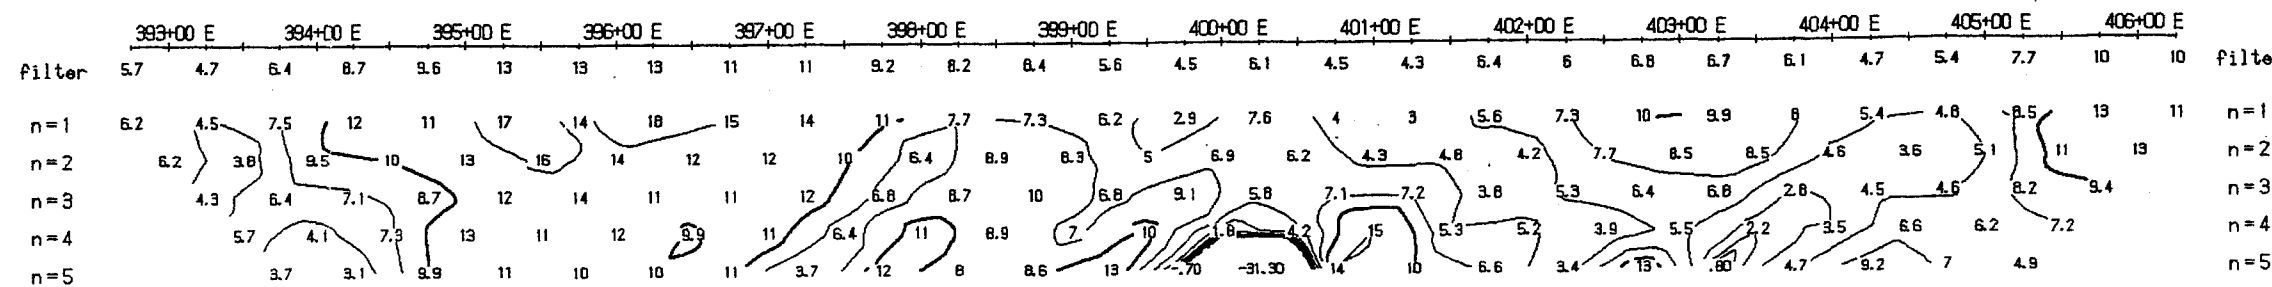 393+00 E 394+00 E 395+00 E 396+00 E 397+00 E 398+00 E 399+00 E 400+00 E 401+00 E 402+00 E 403+00 E 404+00 E 405+00 E 406+00 E
filter 5.7 4.7 6.4 8.7 9.6 13 13 13 11 11 9.2 8.2 8.4 5.6 4.5 6.1 4.5 4.3 6.4 6 6.8 6.7 6.1 4.7 5.4 7.7 10 10 filte
n=1 6.2 4.5 7.5 12 11 17 14 18 15 14 11 7.7 7.3 6.2 2.9 7.6 4 3 5.6 7.3 10 9.9 8 5.4 4.8 8.5 13 11 n=1
n=2 6.2 3.8 9.5 10 13 16 14 12 12 10 6.4 8.9 8.3 5 6.9 6.2 4.3 4.8 4.2 7.7 8.5 8.5 4.6 3.6 5.1 11 13 n=2
n=3 4.3 6.4 7.1 8.7 12 14 11 11 12 6.8 8.7 10 6.8 9.1 5.8 7.1 7.2 3.8 5.3 6.4 6.8 2.8 4.5 4.6 8.2 9.4 n=3
n=4 5.7 4.1 7.3 13 11 12 9.9 11 6.4 11 8.9 7 10 1.8 4.2 15 5.3 5.2 3.9 5.5 2.2 3.5 6.6 6.2 7.2 n=4
n=5 3.7 3.1 9.9 11 10 10 11 3.7 12 8 8.6 13 -.70 -31.30 14 10 6.6 3.4 13 .80 4.7 9.2 7 4.9 n=5